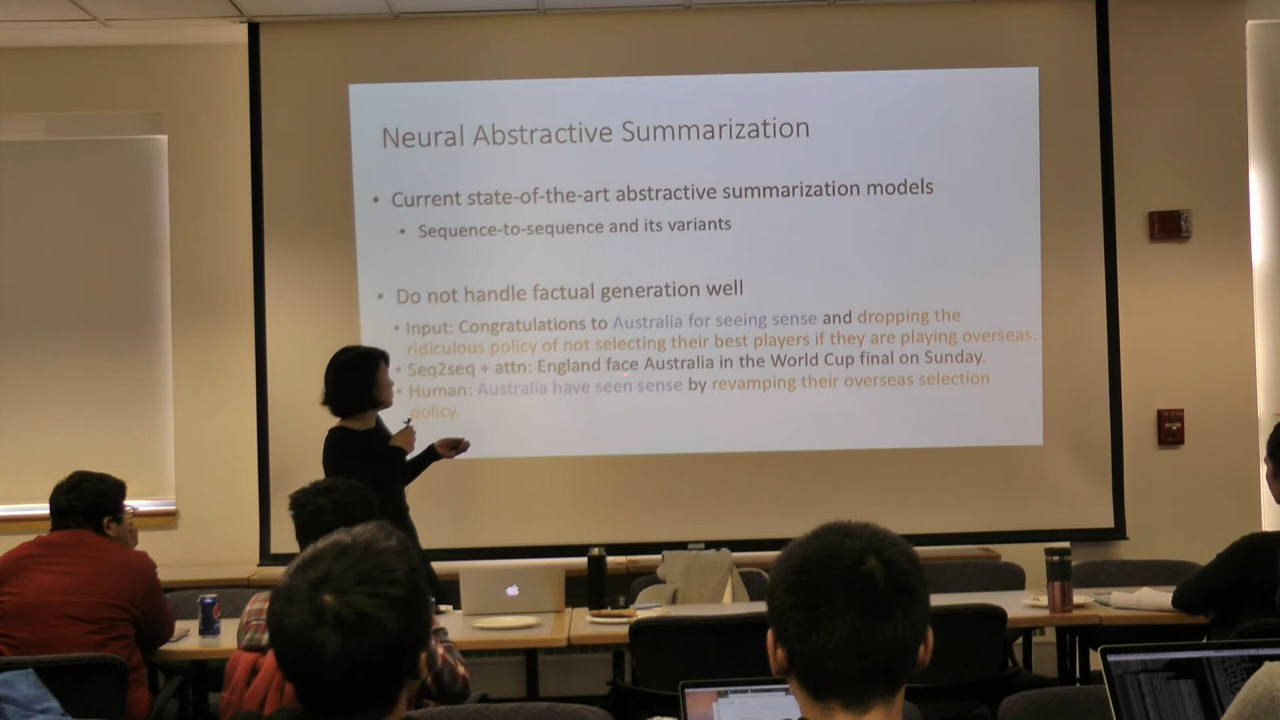 Neural Abstractive Summarization
• Current state-of-the-art abstractive summarization models
• Sequence-to-sequence and its variants
• Do not handle factual generation well
• Input: Congratulations to Australia for seeing sense and dropping the
ridiculous policy of not selecting their best players if they are playing overseas.
• Seq2seq + attn: England face Australia in the World Cup final on Sunday.
• Human: Australia have seen sense by revamping their overseas selection
policy.